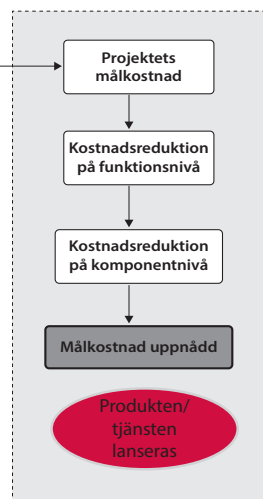 Projektets
målkostnad
Kostnadsreduktion
på funktionsnivå
Kostnadsreduktion
på komponentnivå
Målkostnad uppnådd
Produkten/
tjänsten
lanseras